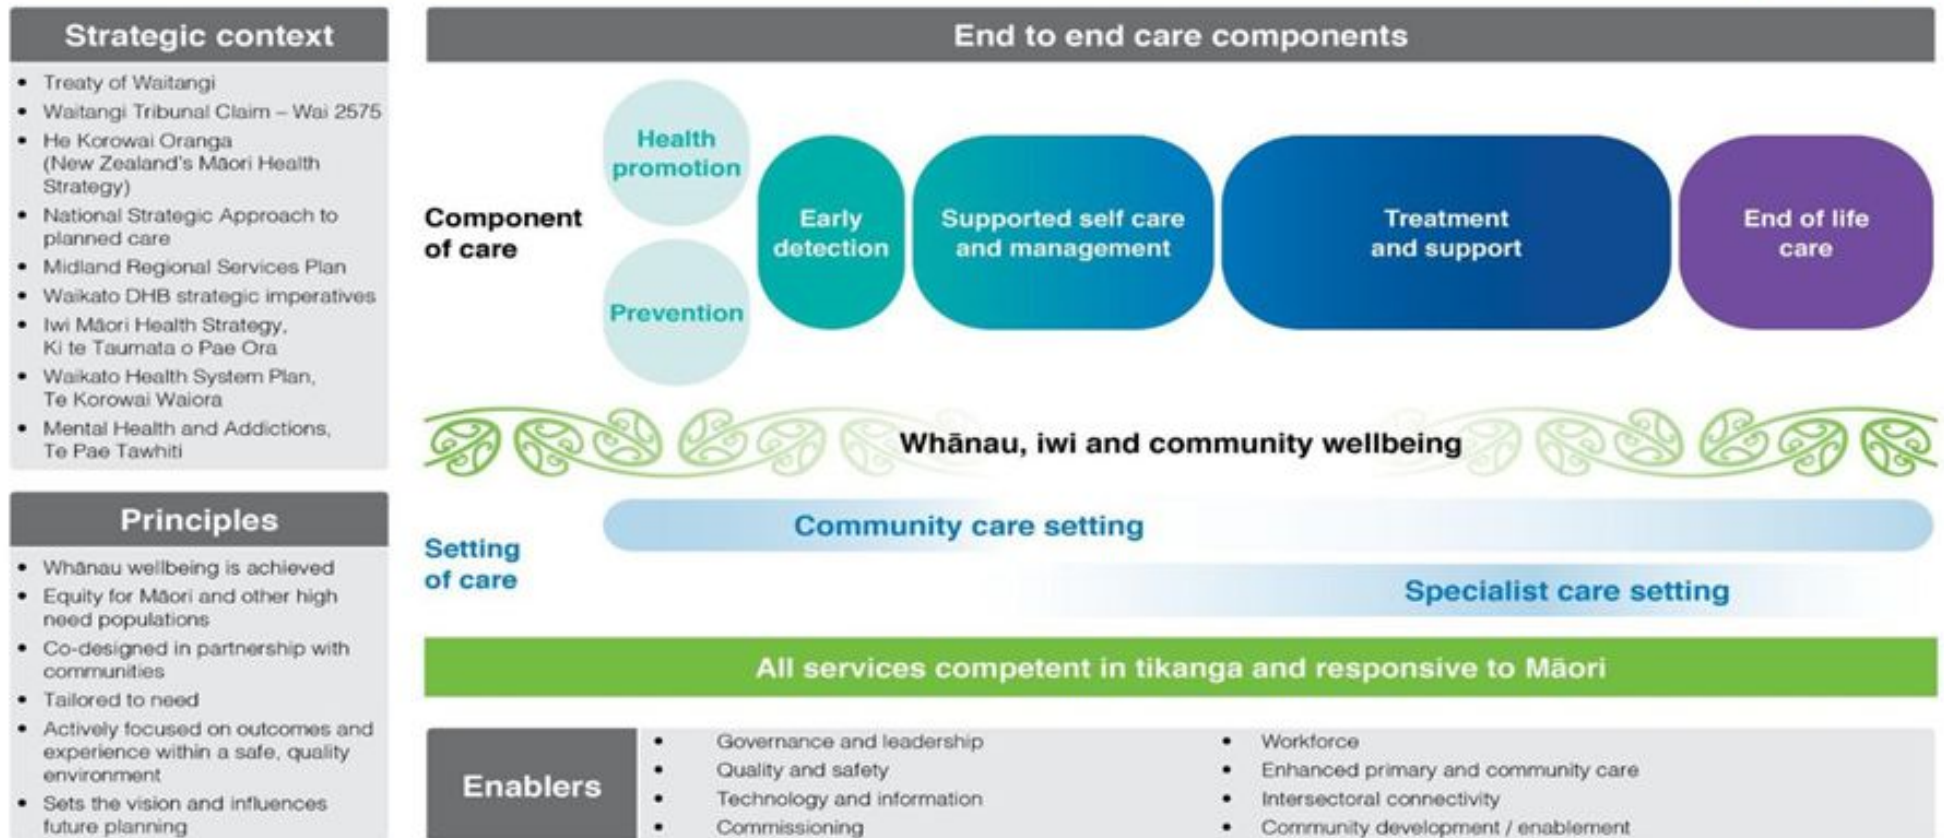 Strategic context
• Treaty of Waitangi
• Waitangi Tribunal Claim – Wai 2575
• He Korowai Oranga
(New Zealand's Māori Health
Strategy)
• National Strategic Approach to
planned care
• Midland Regional Services Plan
• Waikato DHB strategic imperatives
• Iwi Māori Health Strategy,
Ki te Taumata o Pae Ora
• Waikato Health System Plan,
Te Korowai Waiora
• Mental Health and Addictions,
Te Pae Tawhiti
Principles
• Whānau wellbeing is achieved
• Equity for Māori and other high
need populations
• Co-designed in partnership with
communities
• Tailored to need
• Actively focused on outcomes and
experience within a safe, quality
environment
• Sets the vision and influences
future planning
End to end care components
Component
of care
Health
promotion
Prevention
Early
detection
Supported self care
and management
Treatment
and support
End of life
care
Whānau, iwi and community wellbeing
Setting
of care
Community care setting
Specialist care setting
All services competent in tikanga and responsive to Māori
Enablers
• Governance and leadership
• Quality and safety
• Technology and information
• Commissioning
• Workforce
• Enhanced primary and community care
• Intersectoral connectivity
• Community development / enablement